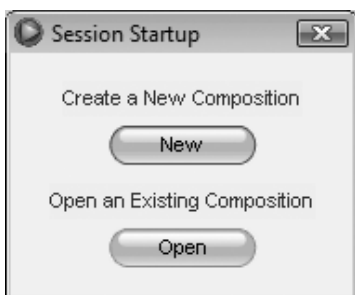 Session Startup
Create a New Composition
New
Open an Existing Composition
Open